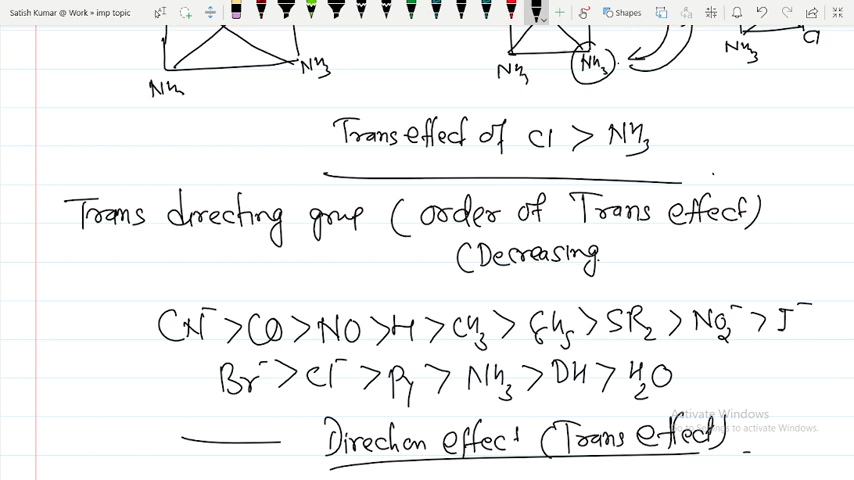 Satish Kumar @ Work » imp topic
Shapes
NH3 NH3 NH3 NH3 NH3 Cl
Trans effect of Cl > NH3
Trans directing grup (order of Trans effect)
(Decreasing
CN⁻ > CO > NO > H > CH3 > > SR2 > NO2⁻ > I⁻
Br⁻ > Cl⁻ > Py > NH3 > OH > H2O
Activate Windows
Go to Settings to activate Windows.
Direction effect (Trans effect)